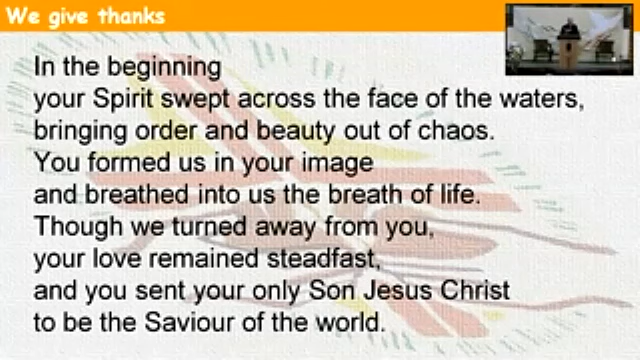 We give thanks
In the beginning
your Spirit swept across the face of the waters,
bringing order and beauty out of chaos.
You formed us in your image
and breathed into us the breath of life.
Though we turned away from you,
your love remained steadfast,
and you sent your only Son Jesus Christ
to be the Saviour of the world.